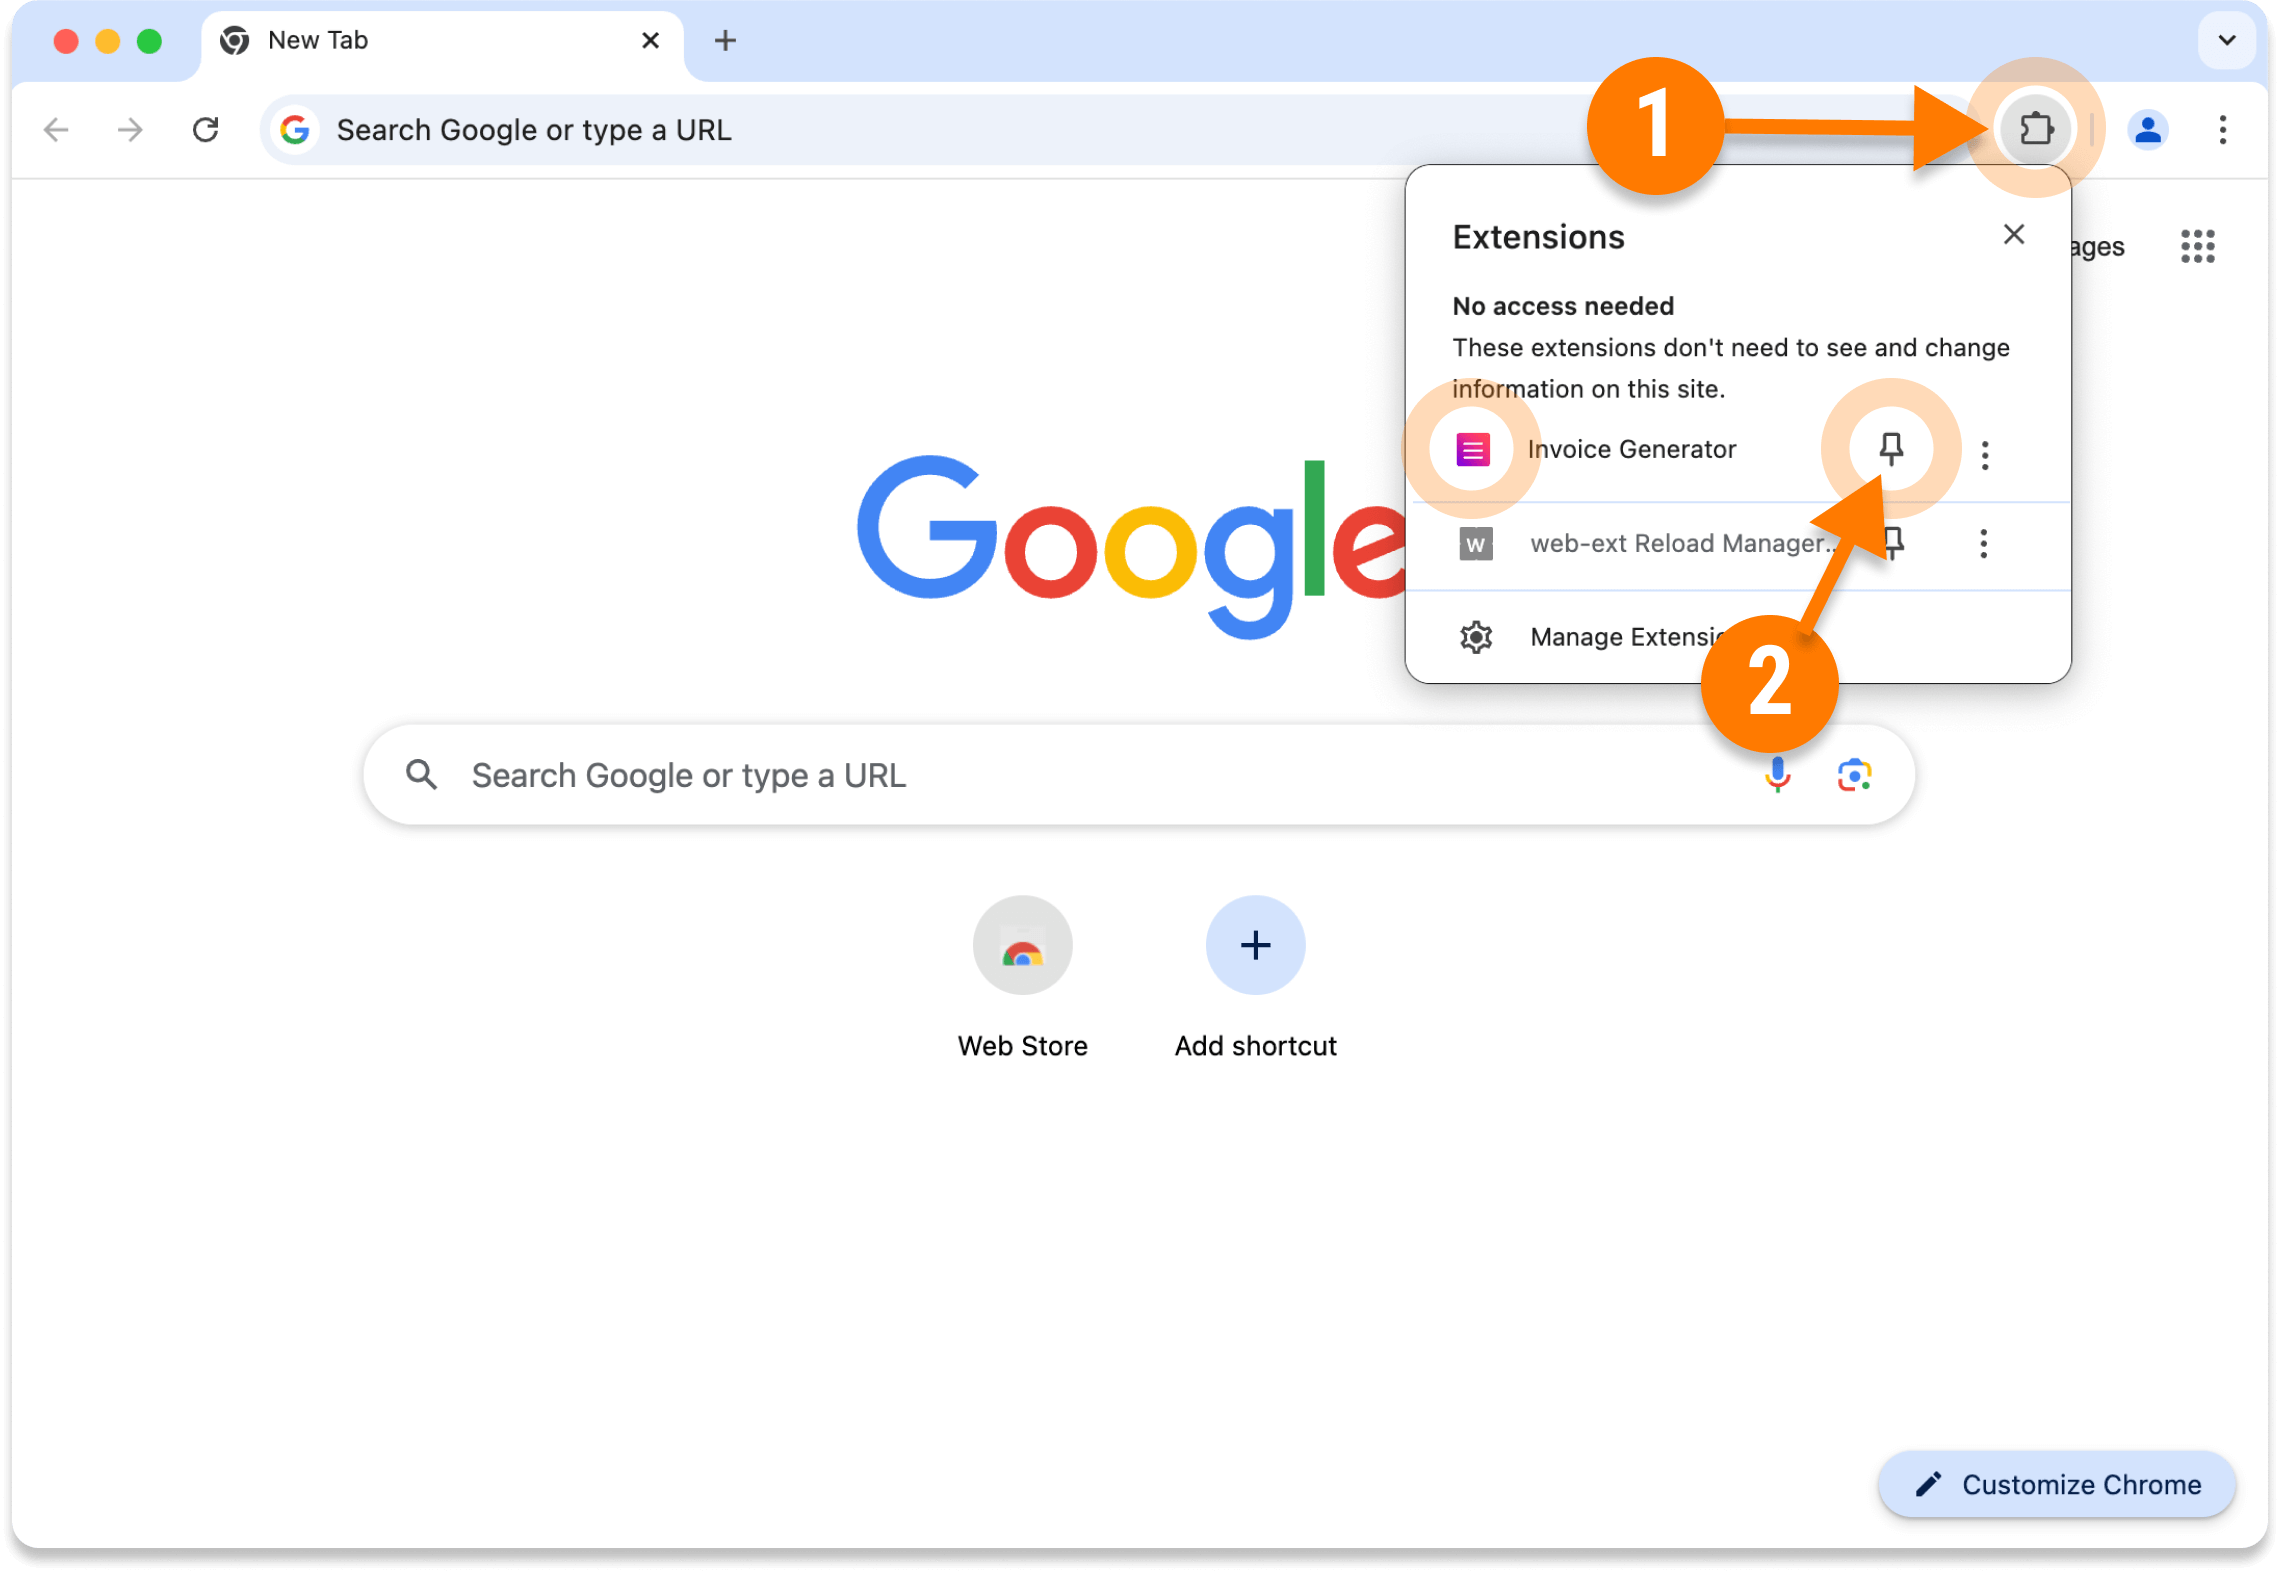 New Tab
Search Google or type a URL
1
Extensions
ages
No access needed
These extensions don't need to see and change
information on this site.
Invoice Generator
Google
W
web-ext Reload Manager...
Manage Extensi
2
Search Google or type a URL
Web Store
Add shortcut
Customize Chrome